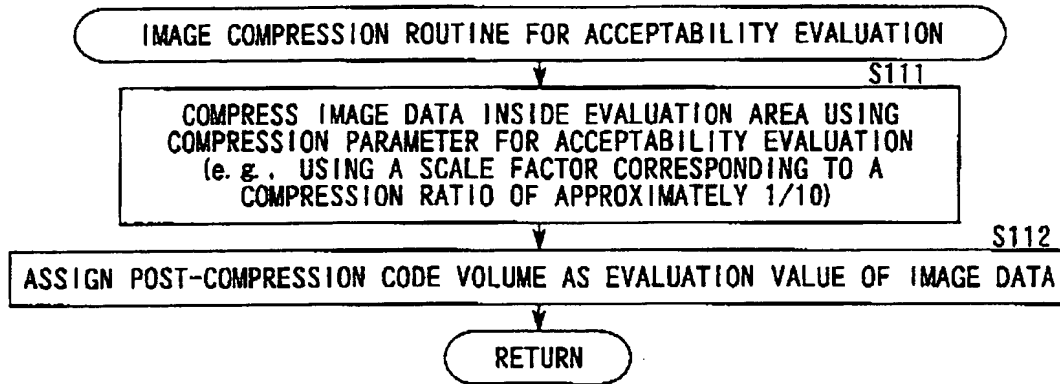 IMAGE COMPRESSION ROUTINE FOR ACCEPTABILITY EVALUATION
S111
COMPRESS IMAGE DATA INSIDE EVALUATION AREA USING
COMPRESSION PARAMETER FOR ACCEPTABILITY EVALUATION
(e.g., USING A SCALE FACTOR CORRESPONDING TO A
COMPRESSION RATIO OF APPROXIMATELY 1/10)
S112
ASSIGN POST-COMPRESSION CODE VOLUME AS EVALUATION VALUE OF IMAGE DATA
RETURN